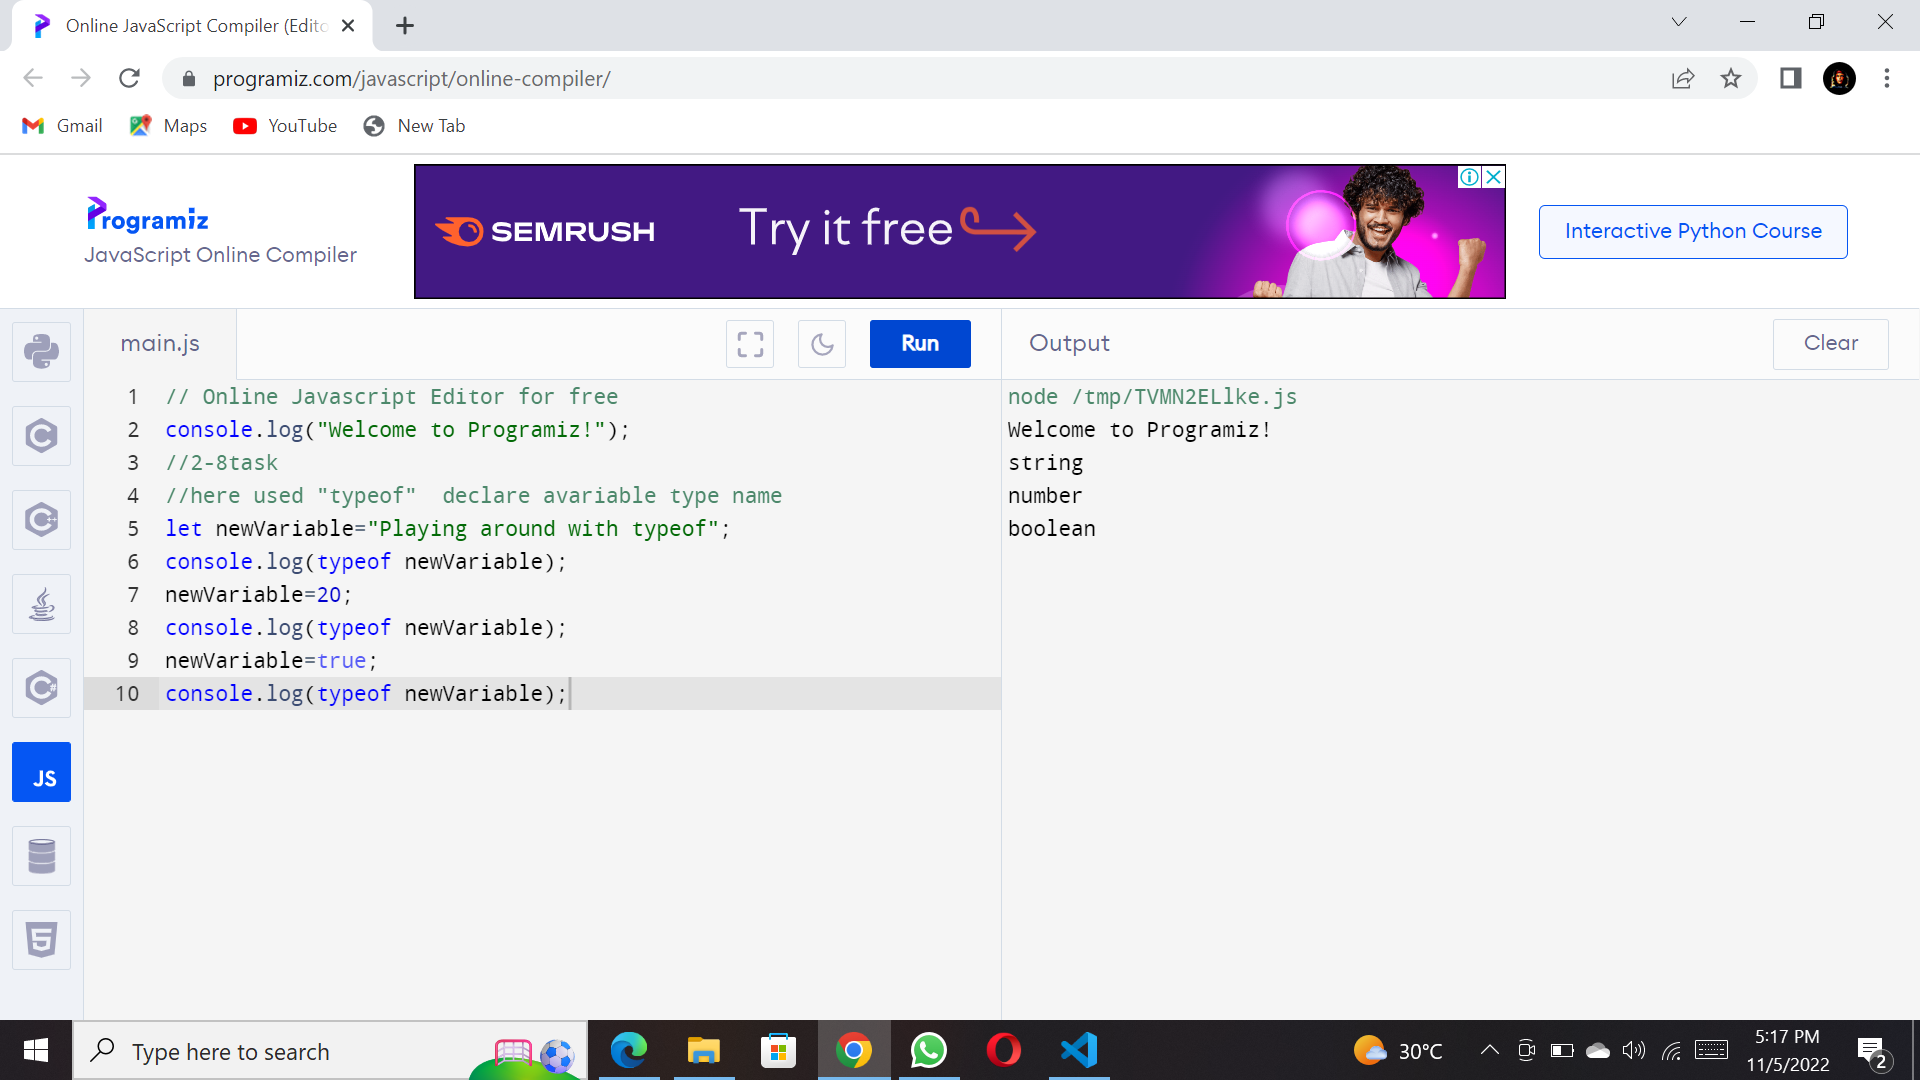 Online JavaScript Compiler (Edito
programiz.com/javascript/online-compiler/
Gmail
Maps
YouTube
New Tab
Programiz
JavaScript Online Compiler
SEMRUSH
Try it free
Interactive Python Course
main.js
Run
Output
Clear
1 // Online Javascript Editor for free
2 console.log("Welcome to Programiz!");
3 //2-8task
4 //here used "typeof"  declare avariable type name
5 let newVariable="Playing around with typeof";
6 console.log(typeof newVariable);
7 newVariable=20;
8 console.log(typeof newVariable);
9 newVariable=true;
10 console.log(typeof newVariable);
node /tmp/TVMN2ELlke.js
Welcome to Programiz!
string
number
boolean
JS
Type here to search
30°C
5:17 PM
11/5/2022
2